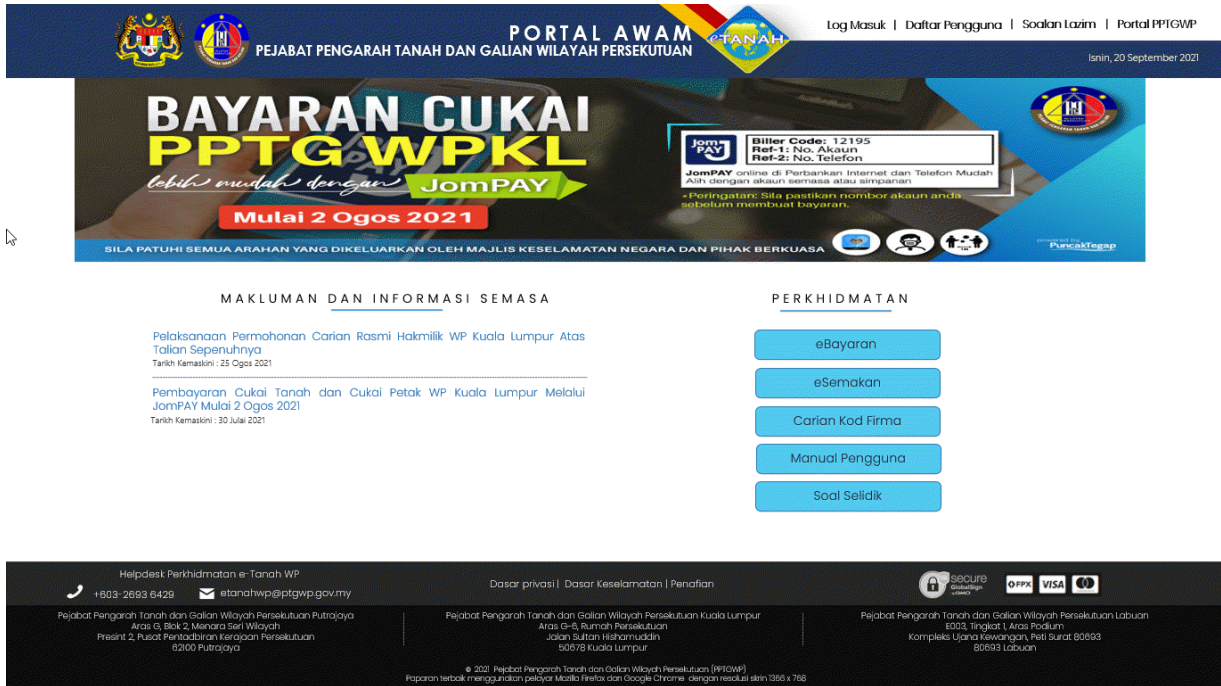 PORTAL AWAM
PEJABAT PENGARAH TANAH DAN GALIAN WILAYAH PERSEKUTUAN
eTANAH
Log Masuk | Daftar Pengguna | Soalan Lazim | Portal PPTGWP
Isnin, 20 September 2021
BAYARAN CUKAI
PPTG WPKL
lebih mudah dengan JomPAY
Mulai 2 Ogos 2021
Jom PAY
Biller Code: 12195
Ref-1: No. Akaun
Ref-2: No. Telefon
JomPAY online di Perbankan Internet dan Telefon Mudah
Alih dengan akaun semasa atau simpanan
*Peringatan: Sila pastikan nombor akaun anda
sebelum membuat bayaran.
SILA PATUHI SEMUA ARAHAN YANG DIKELUARKAN OLEH MAJLIS KESELAMATAN NEGARA DAN PIHAK BERKUASA
powered by
PuncakTegap
MAKLUMAN DAN INFORMASI SEMASA
Pelaksanaan Permohonan Carian Rasmi Hakmilik WP Kuala Lumpur Atas
Talian Sepenuhnya
Tarikh Kemaskini : 25 Ogos 2021
Pembayaran Cukai Tanah dan Cukai Petak WP Kuala Lumpur Melalui
JomPAY Mulai 2 Ogos 2021
Tarikh Kemaskini : 30 Julai 2021
PERKHIDMATAN
eBayaran
eSemakan
Carian Kod Firma
Manual Pengguna
Soal Selidik
Helpdesk Perkhidmatan e-Tanah WP
+603-2693 6429 etanahwp@ptgwp.gov.my
Dasar privasi | Dasar Keselamatan | Penafian
secure
GlobalSign
FPX VISA
Pejabat Pengarah Tanah dan Galian Wilayah Persekutuan Putrajaya
Aras G, Blok 2, Menara Seri Wilayah
Presint 2, Pusat Pentadbiran Kerajaan Persekutuan
62100 Putrajaya
Pejabat Pengarah Tanah dan Galian Wilayah Persekutuan Kuala Lumpur
Aras G-6, Rumah Persekutuan
Jalan Sultan Hishamuddin
50678 Kuala Lumpur
Pejabat Pengarah Tanah dan Galian Wilayah Persekutuan Labuan
E003, Tingkat 1, Aras Podium
Kompleks Ujana Kewangan, Peti Surat 80693
80693 Labuan
© 2021 Pejabat Pengarah Tanah dan Galian Wilayah Persekutuan (PPTGWP)
Paparan terbaik menggunakan pelayar Mozilla Firefox dan Google Chrome dengan resolusi skrin 1366 x 768